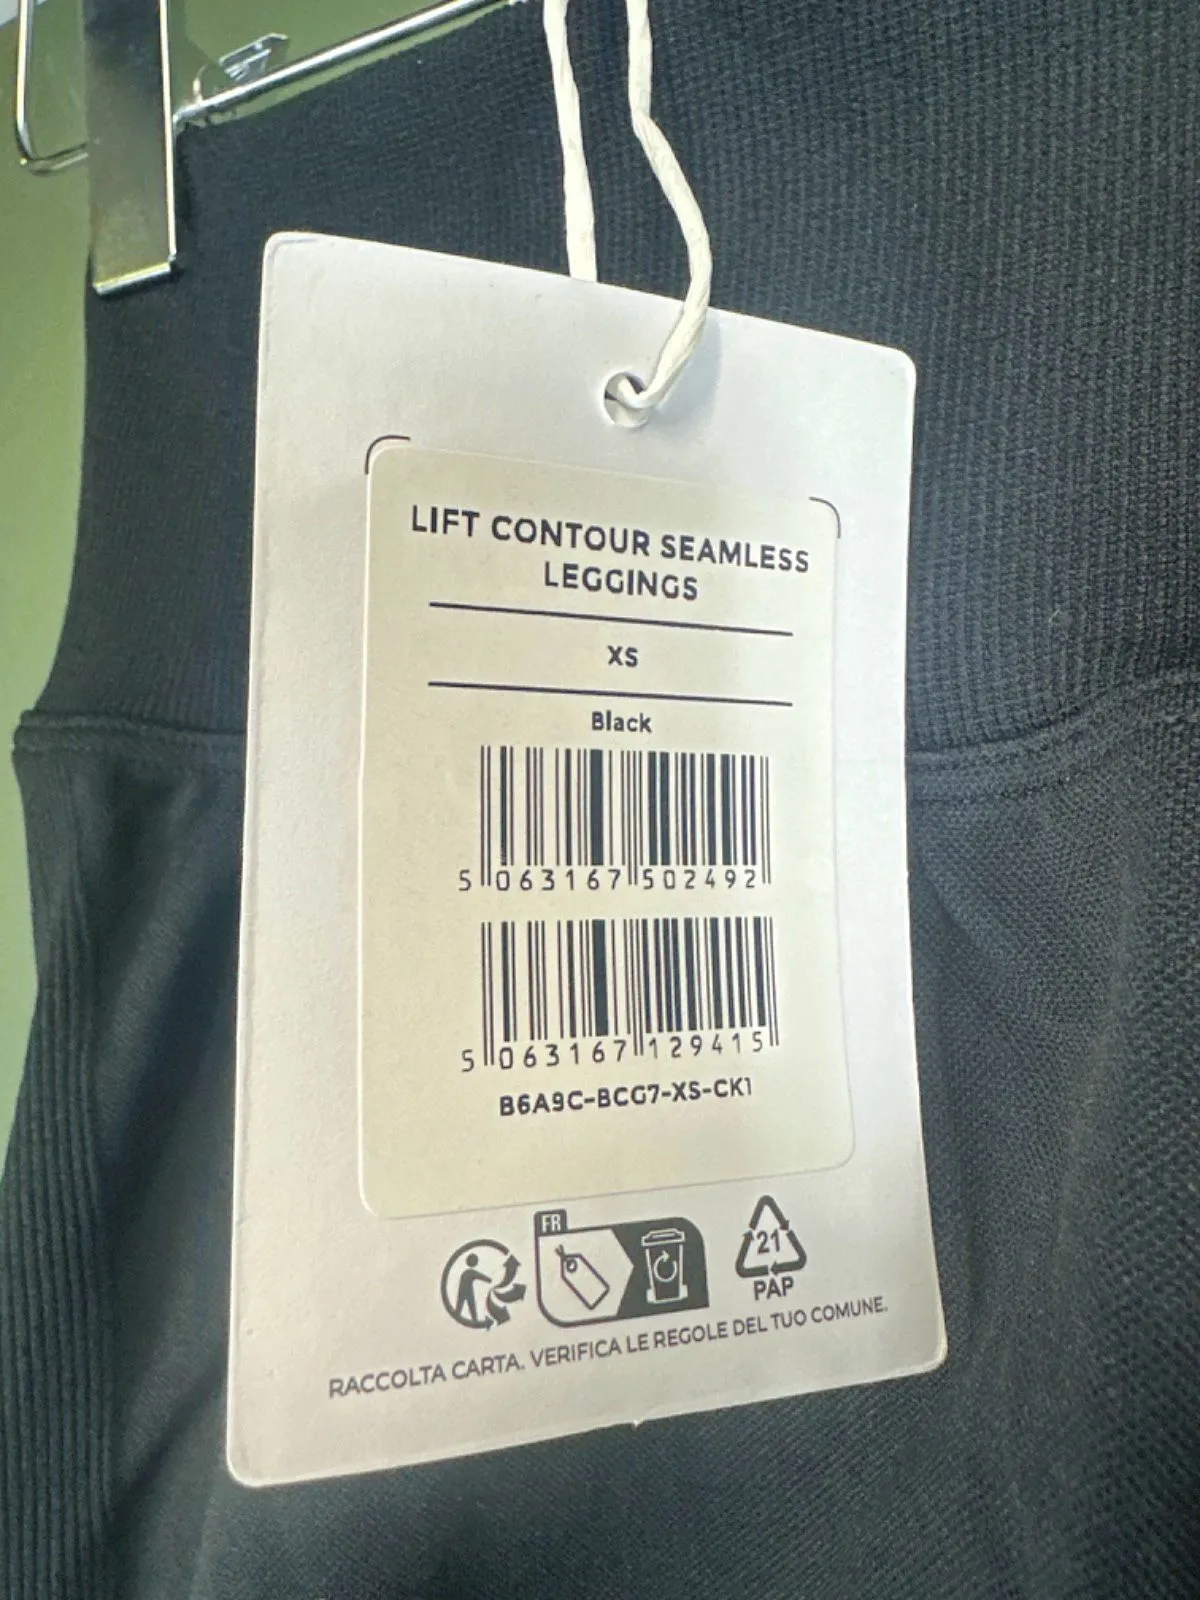 LIFT CONTOUR SEAMLESS
LEGGINGS
XS
Black
5 063167 502492
5 063167 129415
B6A9C-BCG7-XS-CK1
FR
21
PAP
RACCOLTA CARTA. VERIFICA LE REGOLE DEL TUO COMUNE.